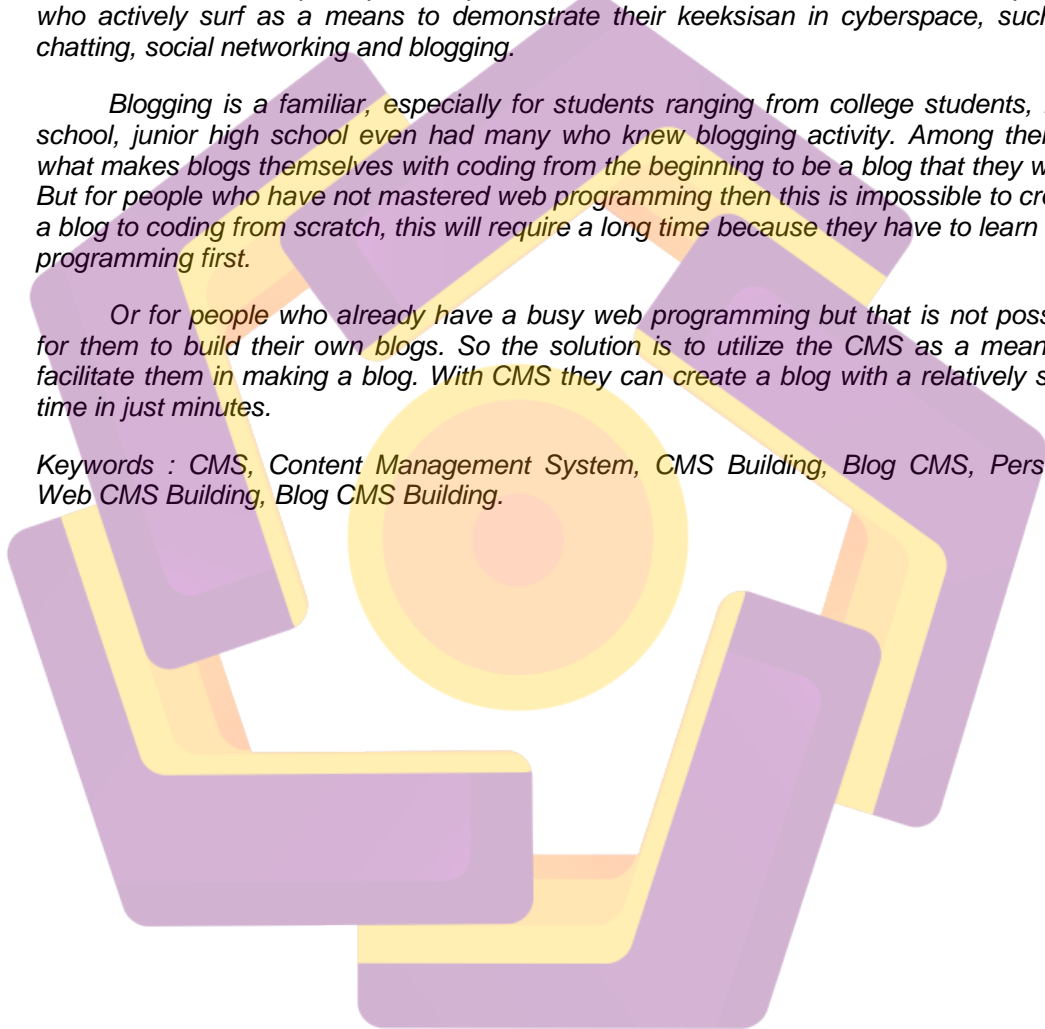 who actively surf as a means to demonstrate their keeksisan in cyberspace, such
chatting, social networking and blogging.
Blogging is a familiar, especially for students ranging from college students,
school, junior high school even had many who knew blogging activity. Among
what makes blogs themselves with coding from the beginning to be a blog that they
But for people who have not mastered web programming then this is impossible to
a blog to coding from scratch, this will require a long time because they have to learn
programming first.
Or for people who already have a busy web programming but that is not
for them to build their own blogs. So the solution is to utilize the CMS as a
facilitate them in making a blog. With CMS they can create a blog with a relatively
time in just minutes.
Keywords : CMS, Content Management System, CMS Building, Blog CMS,
Web CMS Building, Blog CMS Building.